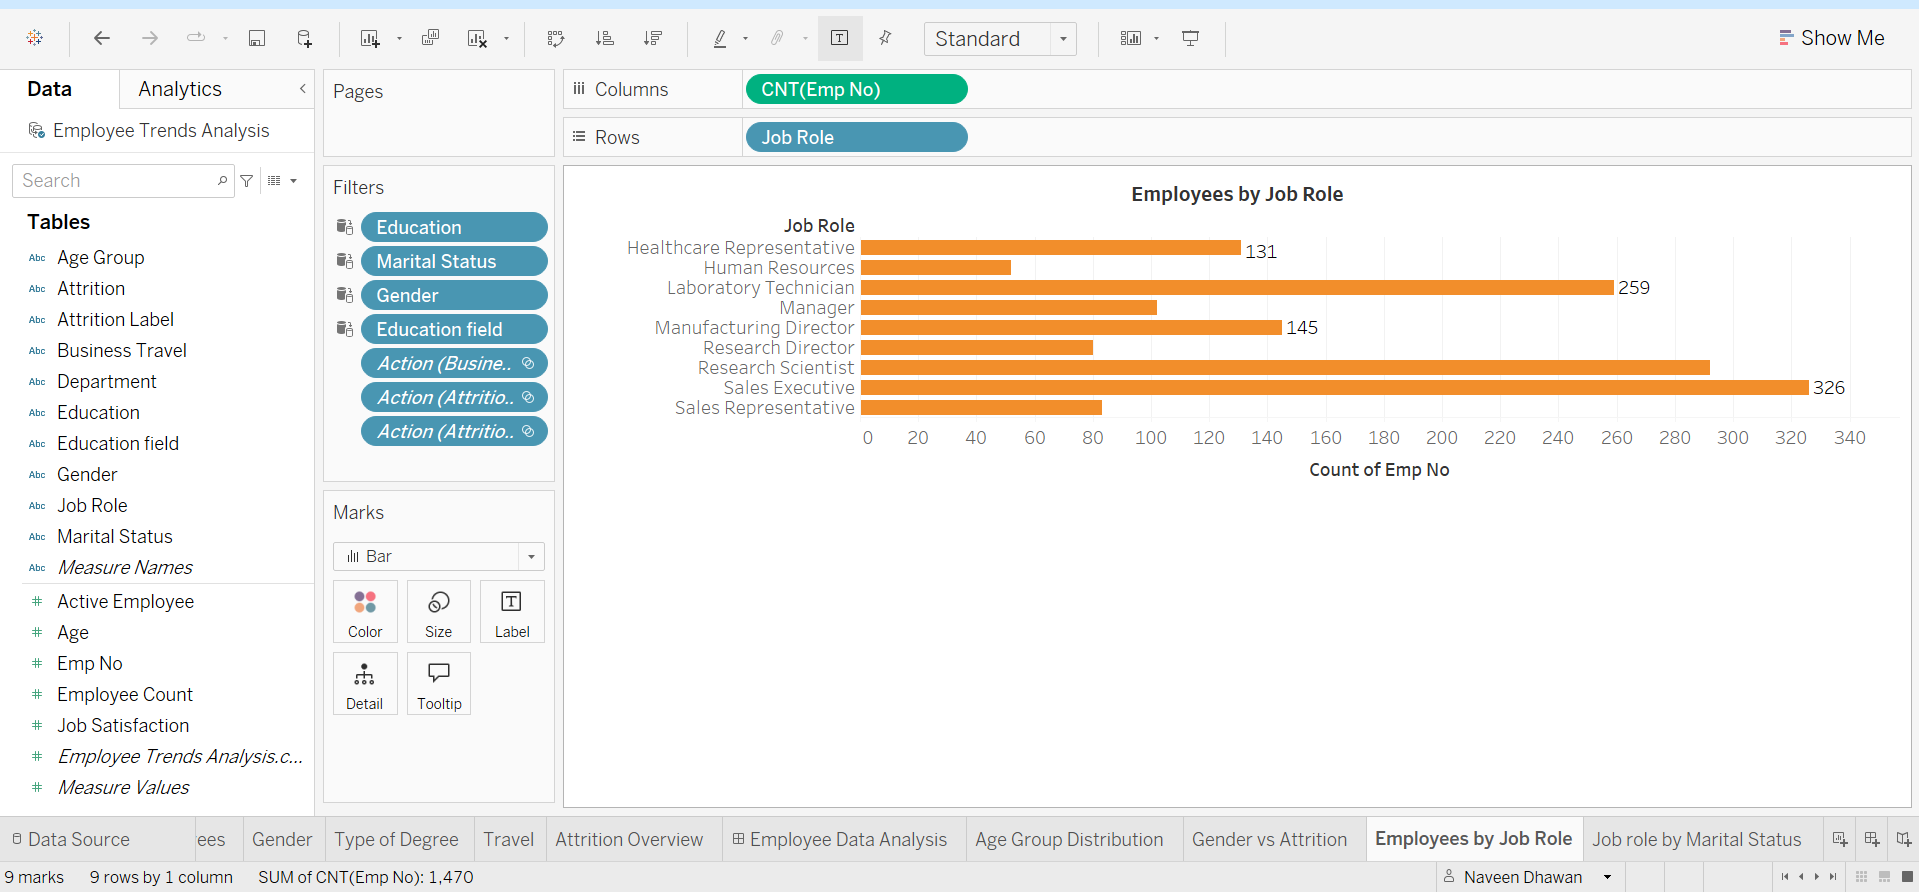 Standard
Show Me
Data
Analytics
Employee Trends Analysis
Search
Tables
Abc Age Group
Abc Attrition
Abc Attrition Label
Abc Business Travel
Abc Department
Abc Education
Abc Education field
Abc Gender
Abc Job Role
Abc Marital Status
Abc Measure Names
# Active Employee
# Age
# Emp No
# Employee Count
# Job Satisfaction
# Employee Trends Analysis.c...
# Measure Values
Pages
Filters
Education
Marital Status
Gender
Education field
Action (Busine..
Action (Attritio..
Action (Attritio..
Marks
Bar
Color Size Label
Detail Tooltip
Columns CNT(Emp No)
Rows Job Role
Employees by Job Role
Job Role
Healthcare Representative 131
Human Resources
Laboratory Technician 259
Manager
Manufacturing Director 145
Research Director
Research Scientist
Sales Executive 326
Sales Representative
0 20 40 60 80 100 120 140 160 180 200 220 240 260 280 300 320 340
Count of Emp No
Data Source ees Gender Type of Degree Travel Attrition Overview Employee Data Analysis Age Group Distribution Gender vs Attrition Employees by Job Role Job role by Marital Status
9 marks 9 rows by 1 column SUM of CNT(Emp No): 1,470 Naveen Dhawan